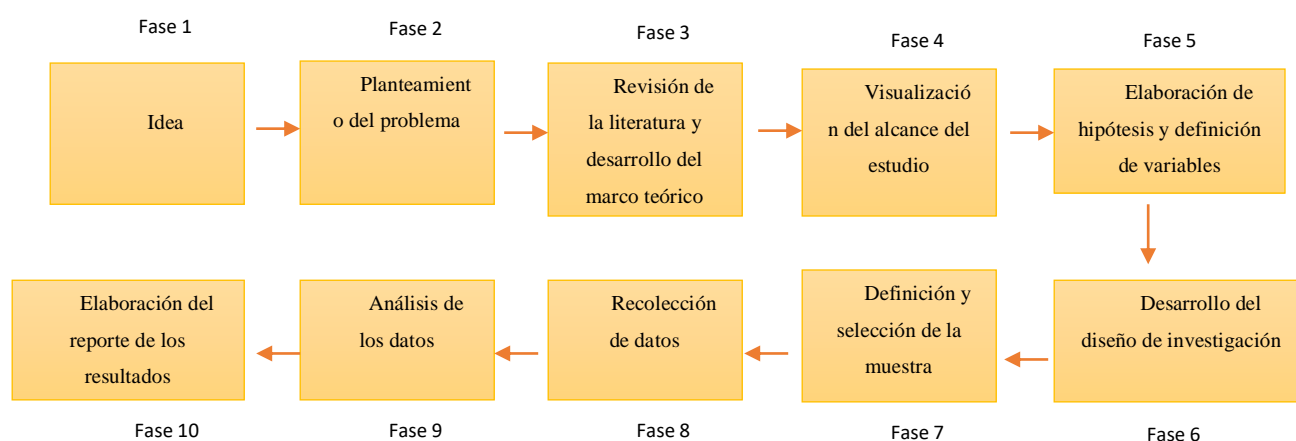 Fase 1
Idea
Fase 2
Planteamient
o del problema
Fase 3
Revisión de
la literatura y
desarrollo del
marco teórico
Fase 4
Visualizació
n del alcance del
estudio
Fase 5
Elaboración de
hipótesis y definición
de variables
Desarrollo del
diseño de investigación
Fase 6
Definición y
selección de la
muestra
Fase 7
Recolección
de datos
Fase 8
Análisis de
los datos
Fase 9
Elaboración del
reporte de los
resultados
Fase 10